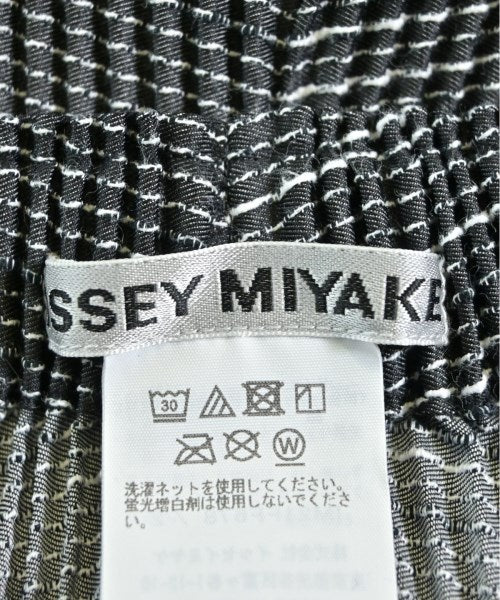 SSEY MIYAKE
30
W
洗濯ネットを使用してください。
蛍光増白剤は使用しないでくださ
い。